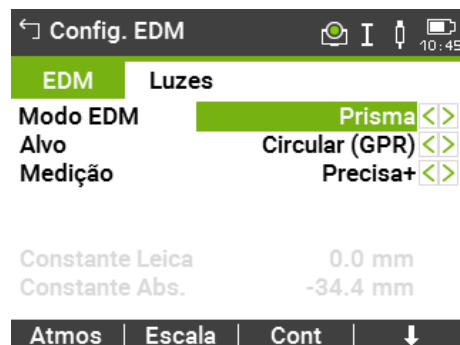 Config. EDM
I
10:45
EDM Luzes
Modo EDM Prisma
Alvo Circular (GPR)
Medição Precisa+
Constante Leica 0.0 mm
Constante Abs. -34.4 mm
Atmos | Escala | Cont |